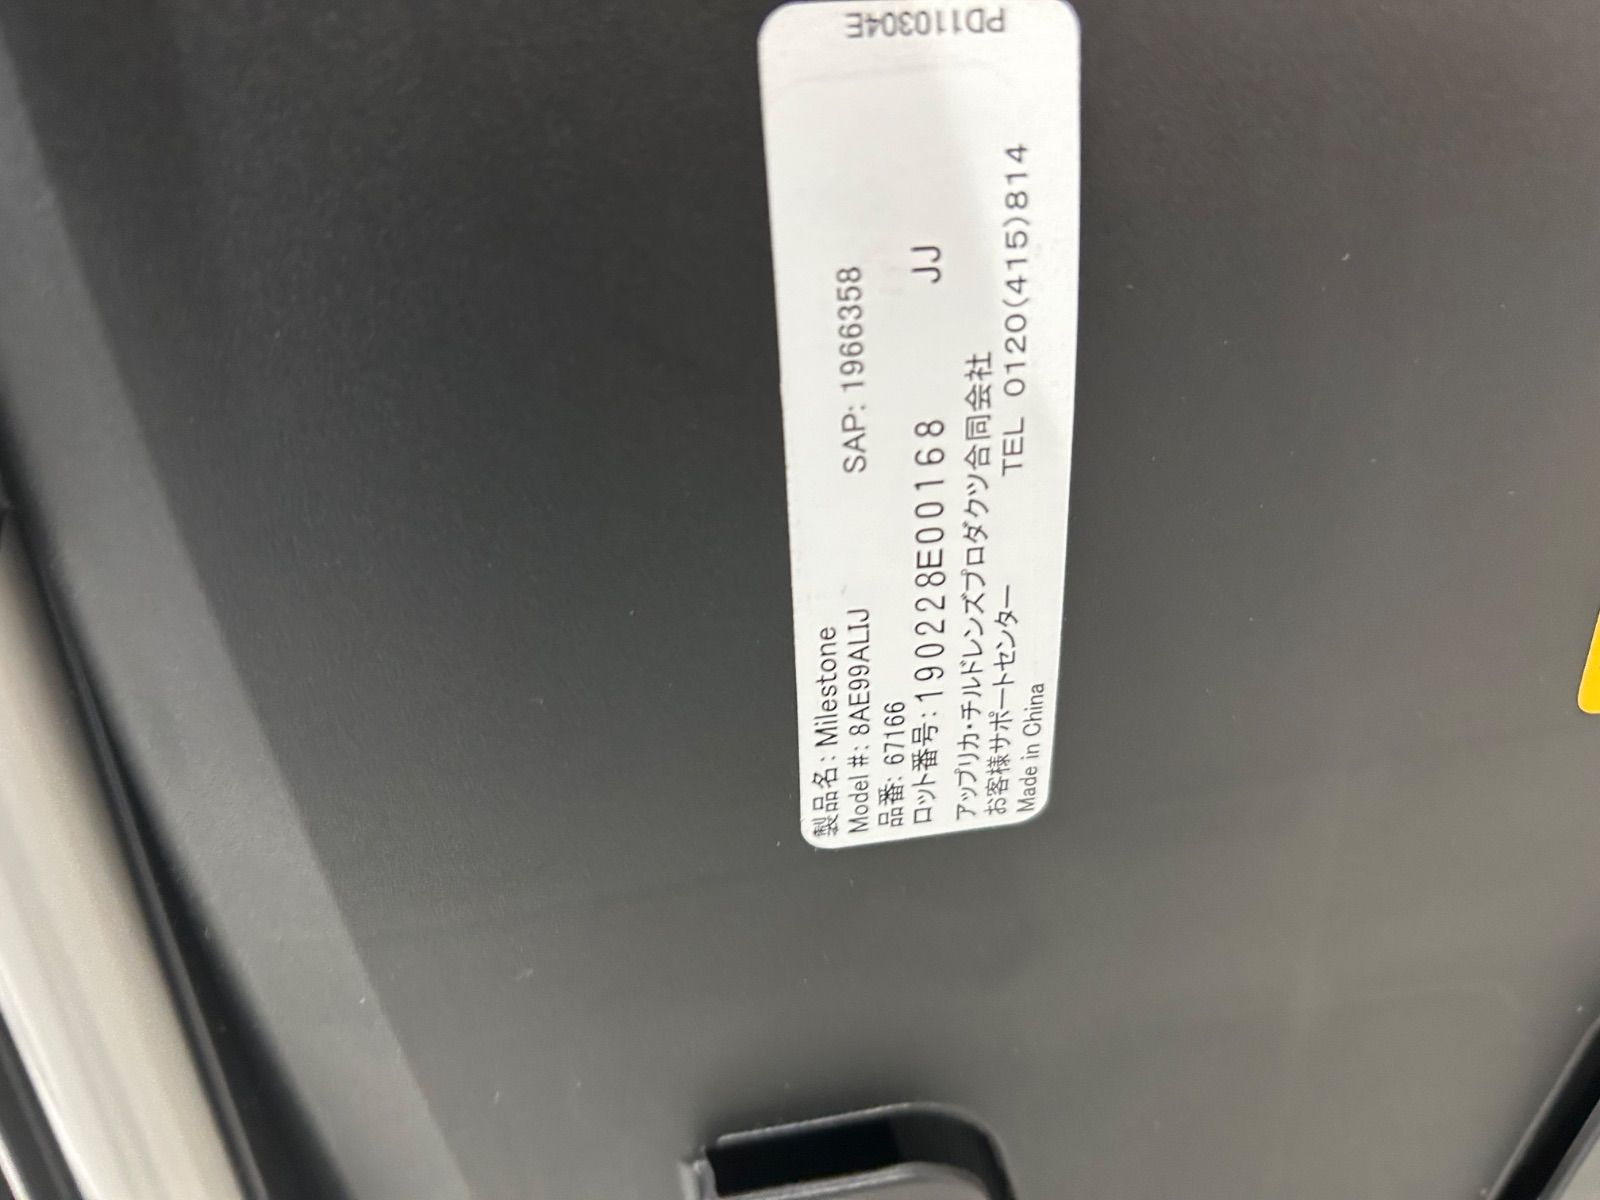 製品名: Milestone
Model #: 8AE99ALIJ SAP: 1966358
品番: 67166
ロット番号: 190228E00168 JJ
アップリカ・チルドレンズプロダクツ合同会社
お客様サポートセンター TEL 0120(415)814
Made in China
PD110304E